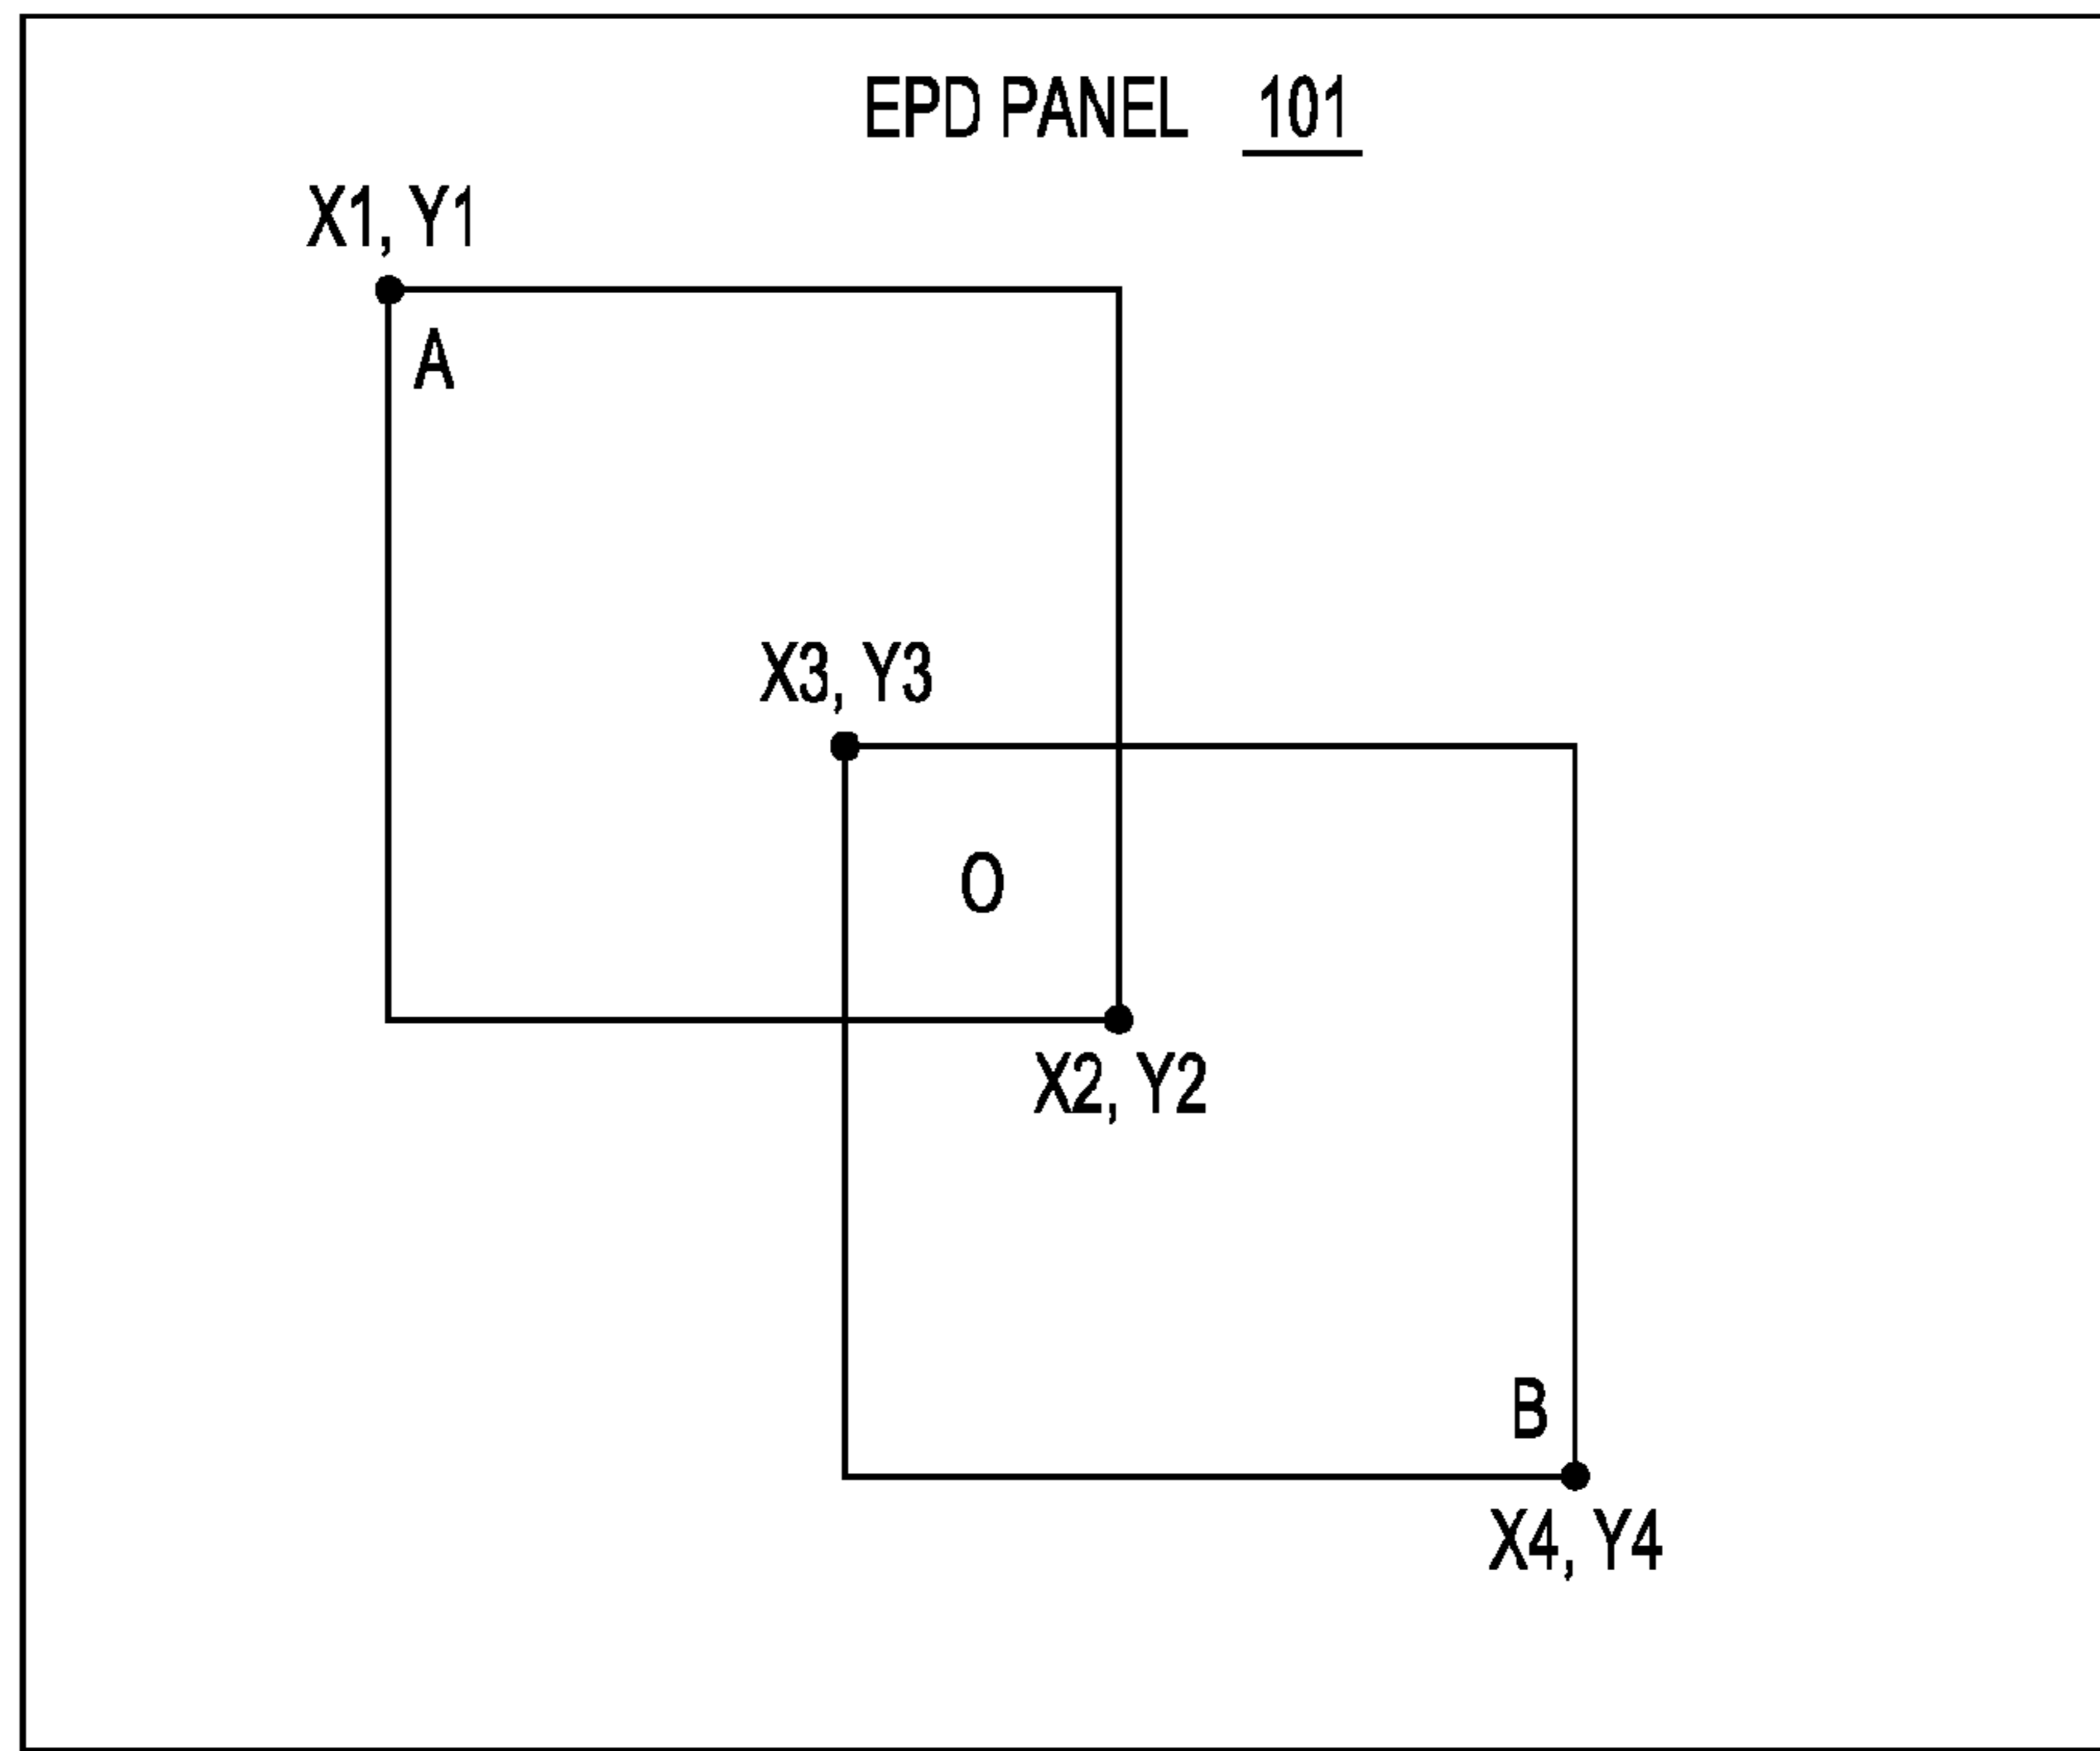 EPD PANEL 101
X1, Y1
A
X3, Y3
O
X2, Y2
B
X4, Y4